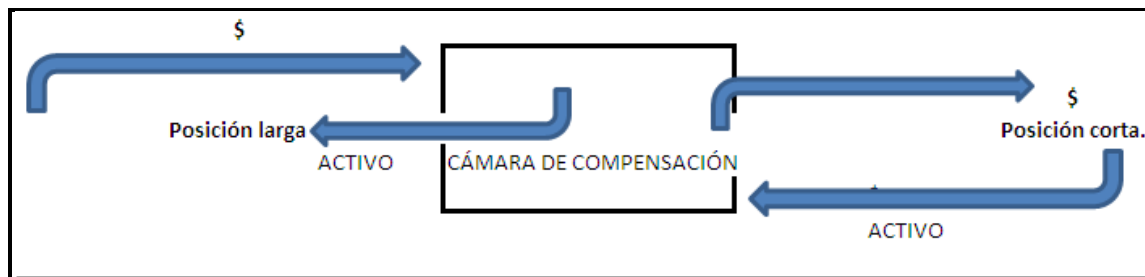 $
$
Posición larga
Posición corta.
ACTIVO
CÁMARA DE COMPENSACIÓN
ACTIVO